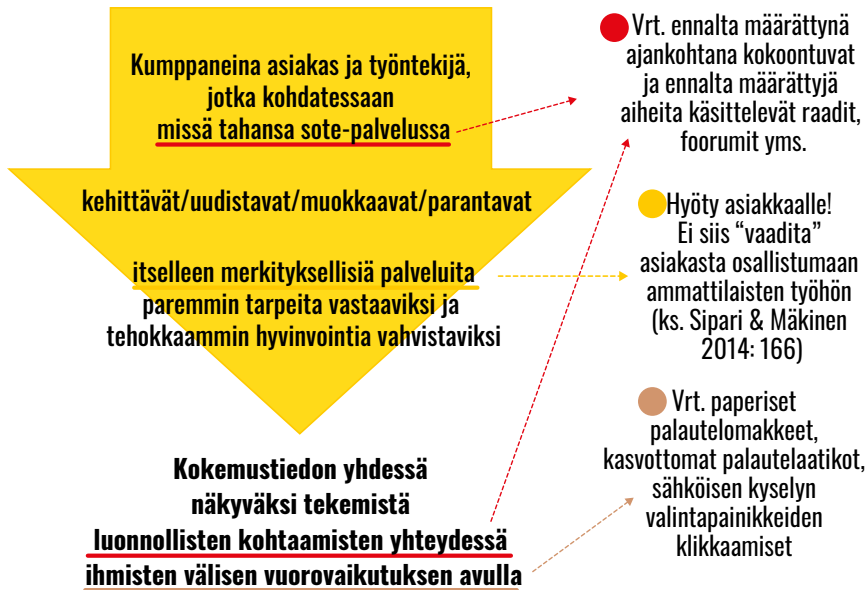 Kumppaneina asiakas ja työntekijä,
jotka kohdatessaan
missä tahansa sote-palvelussa
kehittävät/uudistavat/muokkaavat/parantavat
itselleen merkityksellisiä palveluita
paremmin tarpeita vastaaviksi ja
tehokkaammin hyvinvointia vahvistaviksi
Kokemustiedon yhdessä
näkyväksi tekemistä
luonnollisten kohtaamisten yhteydessä
ihmisten välisen vuorovaikutuksen avulla
Vrt. ennalta määrättynä
ajankohtana kokoontuvat
ja ennalta määrättyjä
aiheita käsittelevät raadit,
foorumit yms.
Hyöty asiakkaalle!
Ei siis “vaadita”
asiakasta osallistumaan
ammattilaisten työhön
(ks. Sipari & Mäkinen
2014: 166)
Vrt. paperiset
palautelomakkeet,
kasvottomat palautelaatikot,
sähköisen kyselyn
valintapainikkeiden
klikkaamiset